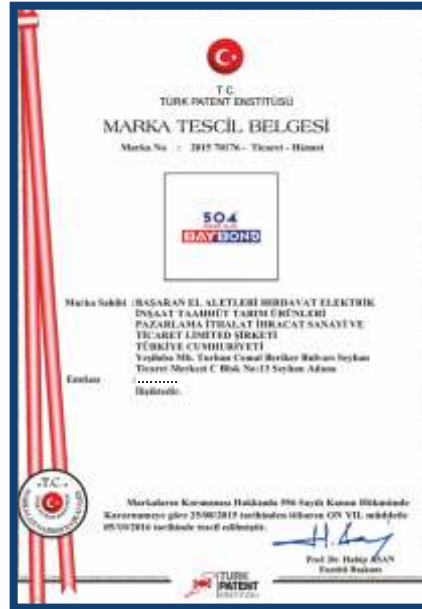 T.C.
TÜRK PATENT ENSTİTÜSÜ
MARKA TESCİL BELGESİ
Marka No : 2015 70176 - Ticaret - Hizmet
504
BAYBOND
Marka Sahibi : BAŞARAN EL ALETLERİ HIRDAVAT ELEKTRİK
İNŞAAT TAAHHÜT TARIM ÜRÜNLERİ
PAZARLAMA İTHALAT İHRACAT SANAYİ VE
TİCARET LİMİTED ŞİRKETİ
TÜRKİYE CUMHURİYETİ
Yeşiloba Mh. Turhan Cemal Beriker Bulvarı Seyhan
Ticaret Merkezi C Blok No:13 Seyhan Adana
Emtiası : ..........
İlişiktedir.
T.C.
Markaların Korunması Hakkında 556 Sayılı Kanun Hükmünde
Kararnameye göre 25/08/2015 tarihinden itibaren ON YIL müddetle
05/10/2016 tarihinde tescil edilmiştir.
Prof. Dr. Habip ASAN
Enstitü Başkanı
TÜRK
PATENT
ENSTİTÜSÜ